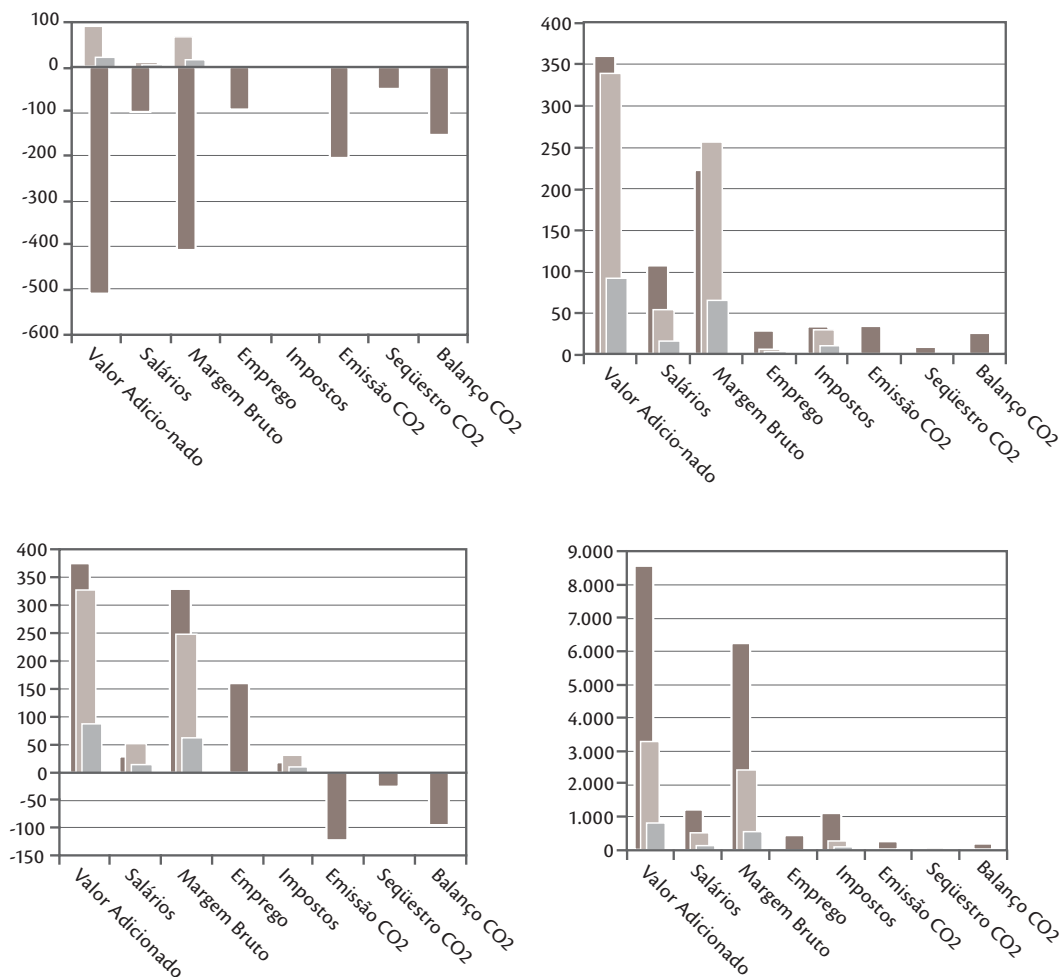 100
0
-100
-200
-300
-400
-500
-600
Valor Adicio-nado
Salários
Margem Bruto
Emprego
Impostos
Emissão CO2
Seqüestro CO2
Balanço CO2
400
350
300
250
200
150
100
50
0
Valor Adicio-nado
Salários
Margem Bruto
Emprego
Impostos
Emissão CO2
Seqüestro CO2
Balanço CO2
400
350
300
250
200
150
100
50
0
-50
-100
-150
Valor Adicionado
Salários
Margem Bruto
Emprego
Impostos
Emissão CO2
Seqüestro CO2
Balanço CO2
9.000
8.000
7.000
6.000
5.000
4.000
3.000
2.000
1.000
0
Valor Adicionado
Salários
Margem Bruto
Emprego
Impostos
Emissão CO2
Seqüestro CO2
Balanço CO2